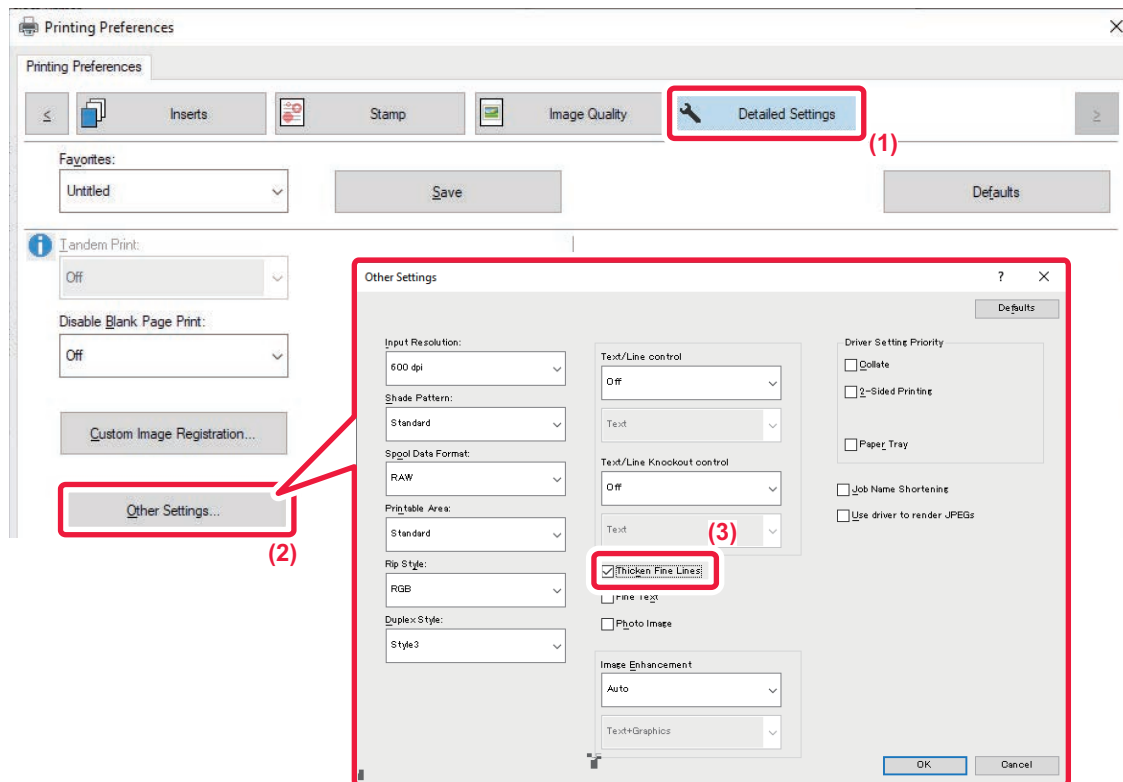 Printing Preferences
Printing Preferences
<
Inserts
Stamp
Image Quality
Detailed Settings
>
(1)
Favorites:
Untitled
Save
Defaults
Tandem Print:
Off
Disable Blank Page Print:
Off
Custom Image Registration...
Other Settings...
(2)
Other Settings
?
Defaults
Input Resolution:
600 dpi
Shade Pattern:
Standard
Spool Data Format:
RAW
Printable Area:
Standard
Rip Style:
RGB
Duplex Style:
Style3
Text/Line control
Off
Text
Text/Line Knockout control
Off
Text
(3)
Thicken Fine Lines
Fine Text
Photo Image
Image Enhancement
Auto
Text+Graphics
Driver Setting Priority
Collate
2-Sided Printing
Paper Tray
Job Name Shortening
Use driver to render JPEGs
OK
Cancel